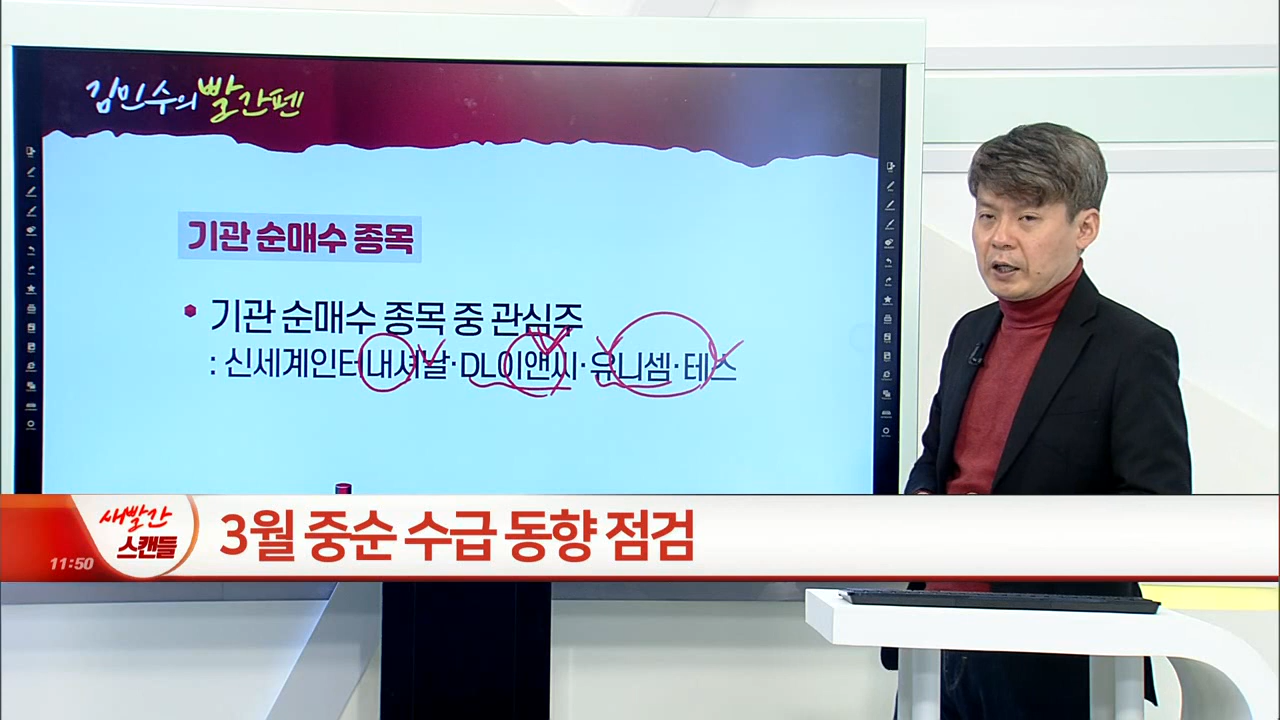 김민수의 빨간펜
기관 순매수 종목
기관 순매수 종목 중 관심주
: 신세계인터내셔날·DL이앤씨·유니셈·테스
새빨간
스캔들
11:50
3월 중순 수급 동향 점검